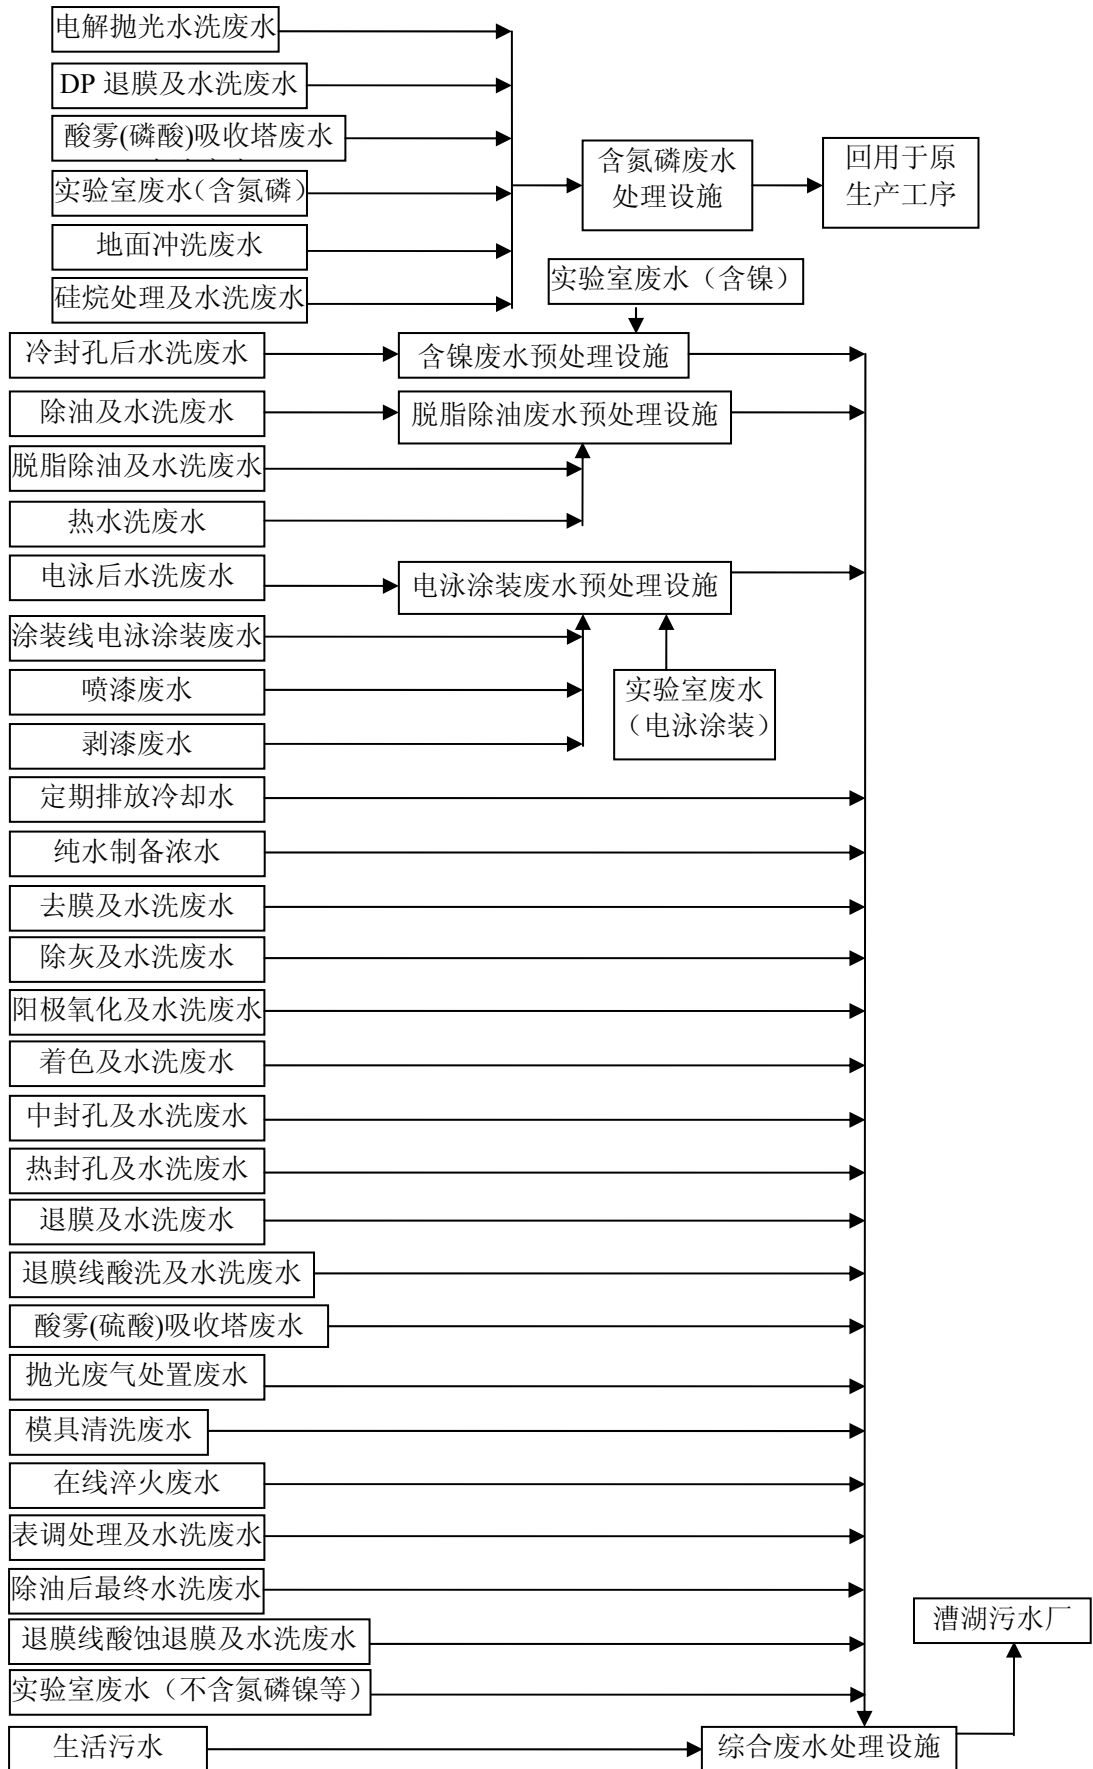 电解抛光水洗废水
DP 退膜及水洗废水
酸雾(磷酸)吸收塔废水
实验室废水（含氮磷）
地面冲洗废水
硅烷处理及水洗废水
含氮磷废水
处理设施
回用于原
生产工序
实验室废水（含镍）
冷封孔后水洗废水
含镍废水预处理设施
除油及水洗废水
脱脂除油废水预处理设施
脱脂除油及水洗废水
热水洗废水
电泳后水洗废水
电泳涂装废水预处理设施
涂装线电泳涂装废水
喷漆废水
剥漆废水
实验室废水
（电泳涂装）
定期排放冷却水
纯水制备浓水
去膜及水洗废水
除灰及水洗废水
阳极氧化及水洗废水
着色及水洗废水
中封孔及水洗废水
热封孔及水洗废水
退膜及水洗废水
退膜线酸洗及水洗废水
酸雾(硫酸)吸收塔废水
抛光废气处置废水
模具清洗废水
在线淬火废水
表调处理及水洗废水
除油后最终水洗废水
退膜线酸蚀退膜及水洗废水
实验室废水（不含氮磷镍等）
生活污水
综合废水处理设施
漕湖污水厂